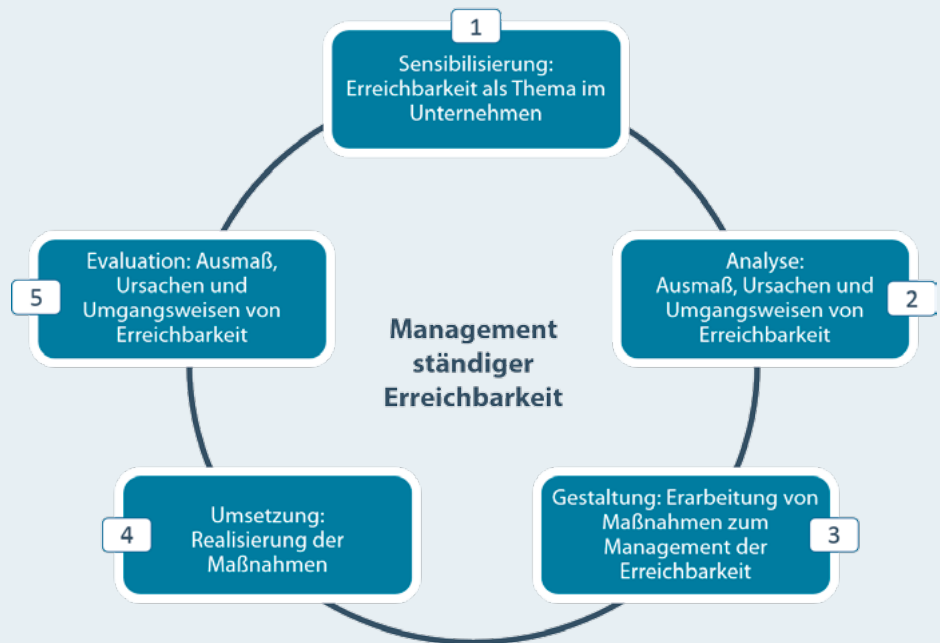 1
Sensibilisierung:
Erreichbarkeit als Thema im
Unternehmen
Analyse:
Ausmaß, Ursachen und
Umgangsweisen von
Erreichbarkeit
2
Gestaltung: Erarbeitung von
Maßnahmen zum
Management der
Erreichbarkeit
3
4
Umsetzung:
Realisierung der
Maßnahmen
5
Evaluation: Ausmaß,
Ursachen und
Umgangsweisen von
Erreichbarkeit
Management
ständiger
Erreichbarkeit